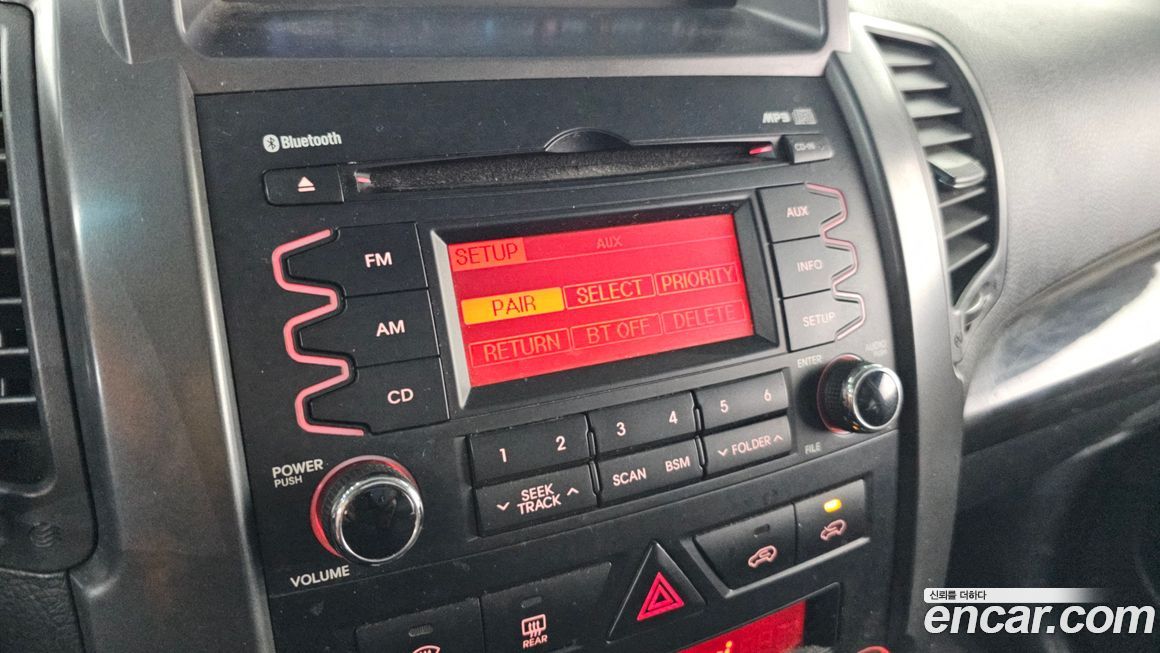 Bluetooth
MP3
CD-IN
FM
AM
CD
AUX
INFO
SETUP
SETUP AUX
PAIR SELECT PRIORITY
RETURN BT OFF DELETE
ENTER
AUDIO
PUSH
FILE
1 2 3 4 5 6
SEEK
TRACK
SCAN BSM
FOLDER
POWER
PUSH
VOLUME
REAR
신뢰를 더하다
encar.com